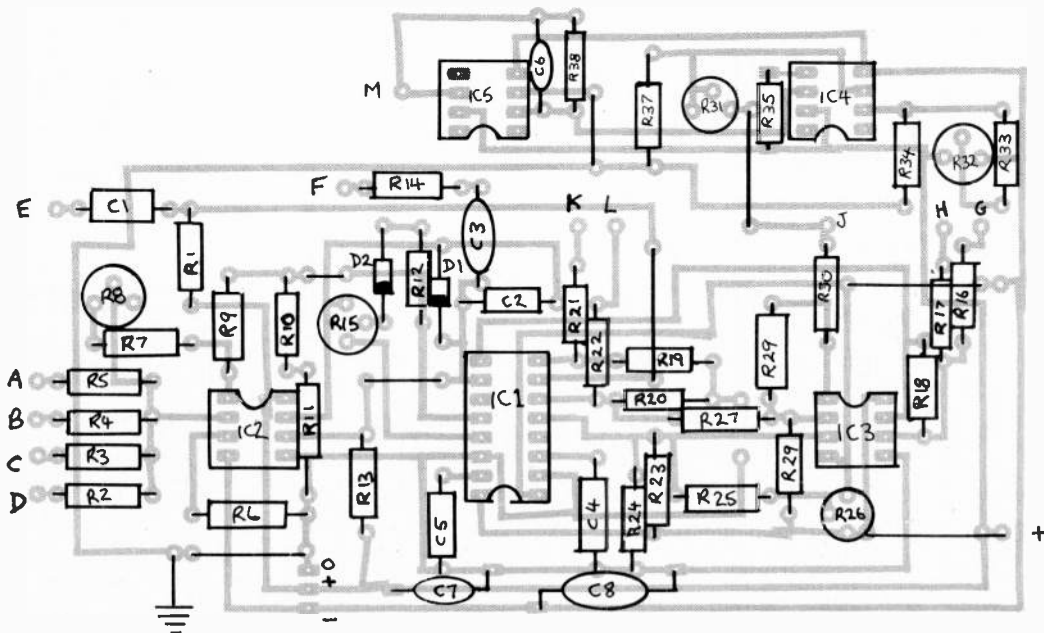 M
IC5
C6
R38
R37
R31
R35
IC4
R34
R32
R33
E
C1
F
R14
R1
C3
K
L
J
H
G
D2
R12
D1
R8
R9
R10
R15
C2
R21
R22
R30
R17
R16
R7
R19
R29
R18
A
R5
IC1
R20
B
R4
IC2
R11
R27
IC3
C
R3
R13
R23
R29
D
R2
R6
C5
C4
R24
R25
R26
+
0
+
-
C7
C8